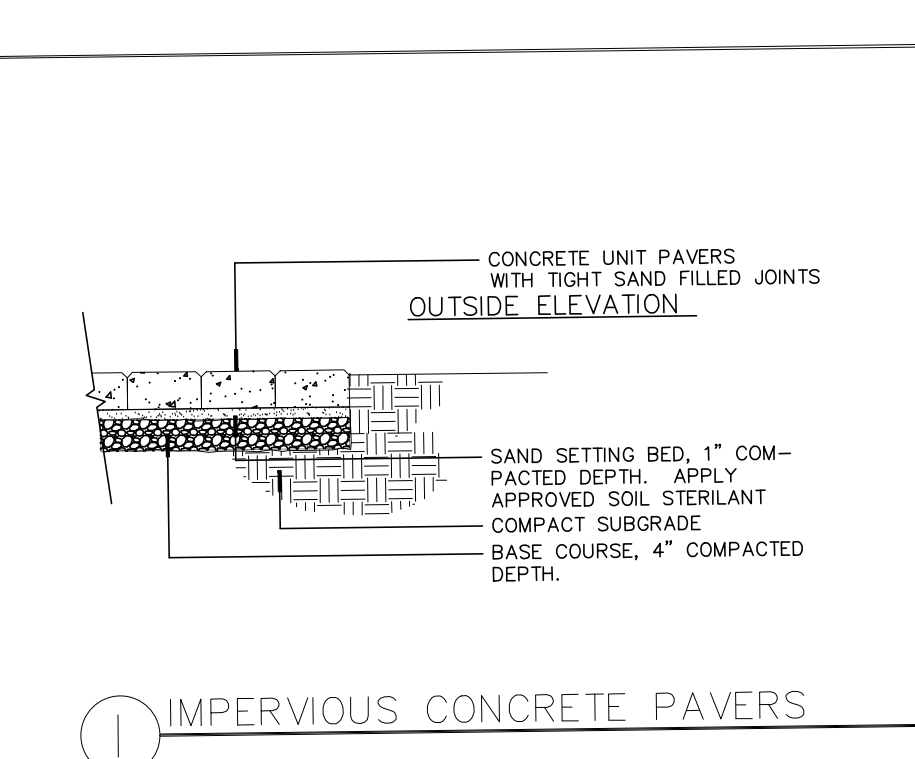 CONCRETE UNIT PAVERS
WITH TIGHT SAND FILLED JOINTS
OUTSIDE ELEVATION
SAND SETTING BED, 1” COM–
PACTED DEPTH. APPLY
APPROVED SOIL STERILANT
COMPACT SUBGRADE
BASE COURSE, 4” COMPACTED
DEPTH.
1 IMPERVIOUS CONCRETE PAVERS